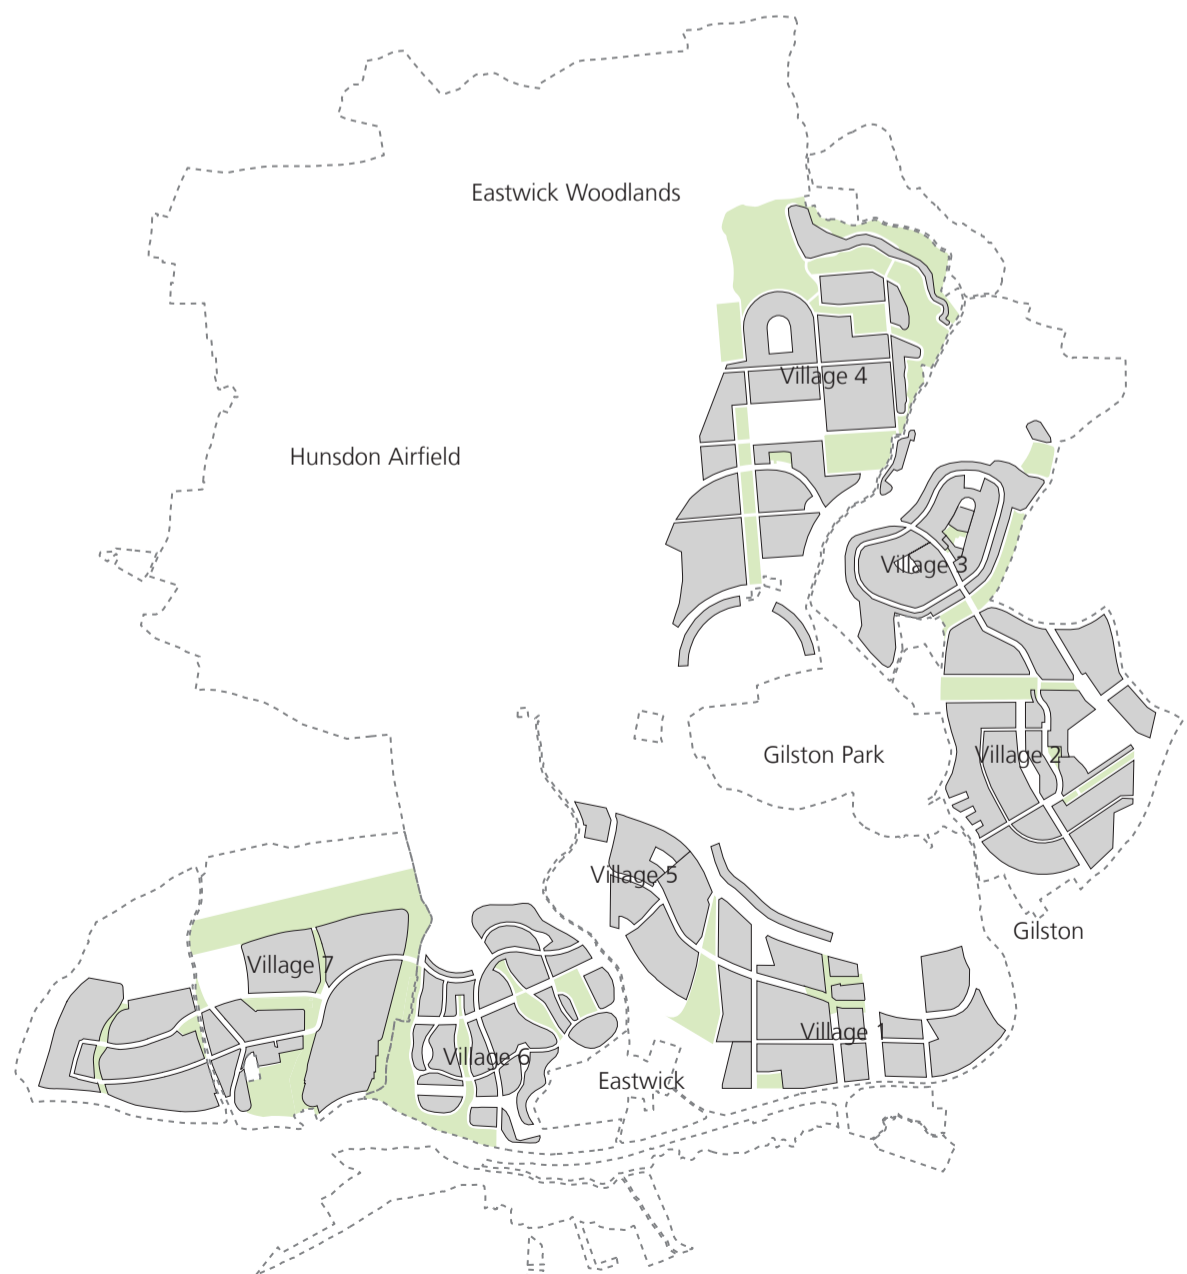 Eastwick Woodlands
Village 4
Hunsdon Airfield
Village 3
Gilston Park
Village 2
Village 5
Gilston
Village 7
Village 1
Village 6
Eastwick